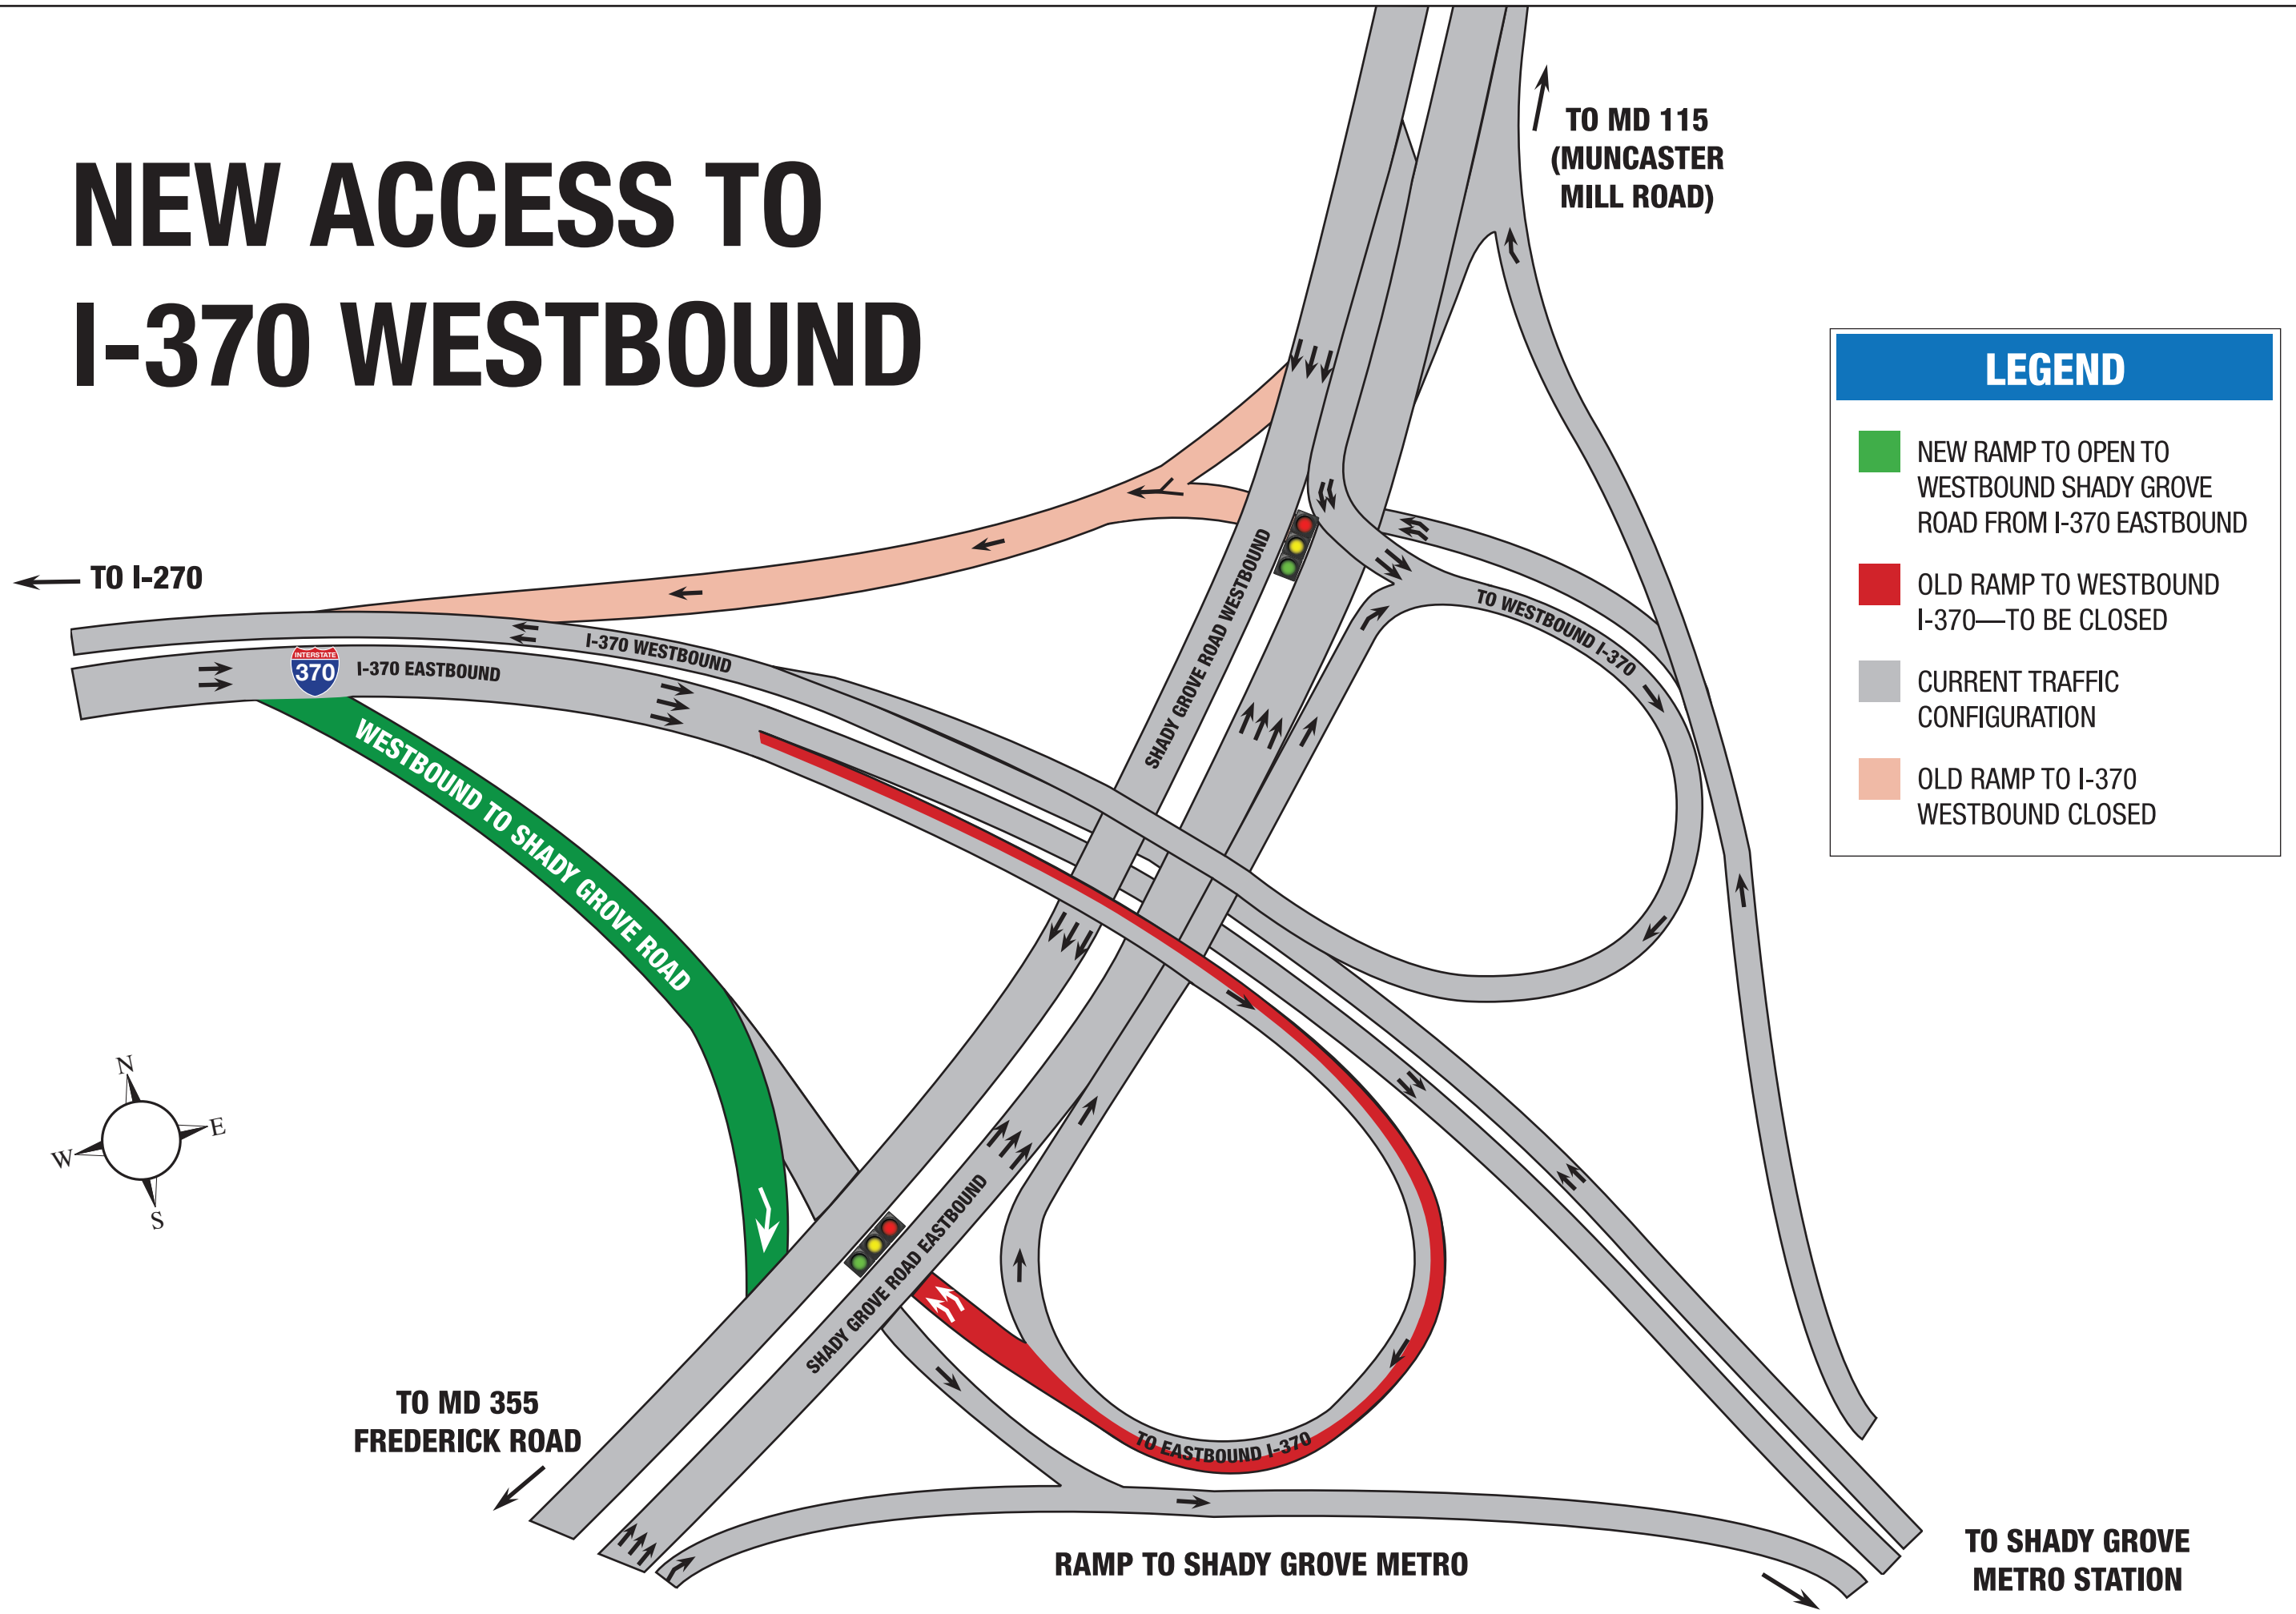 NEW ACCESS TO
I-370 WESTBOUND
TO MD 115
(MUNCASTER
MILL ROAD)
LEGEND
NEW RAMP TO OPEN TO
WESTBOUND SHADY GROVE
ROAD FROM I-370 EASTBOUND
OLD RAMP TO WESTBOUND
I-370—TO BE CLOSED
CURRENT TRAFFIC
CONFIGURATION
OLD RAMP TO I-370
WESTBOUND CLOSED
TO I-270
I-370 WESTBOUND
INTERSTATE
370
I-370 EASTBOUND
SHADY GROVE ROAD WESTBOUND
TO WESTBOUND I-370
WESTBOUND TO SHADY GROVE ROAD
N
E
W
S
SHADY GROVE ROAD EASTBOUND
TO MD 355
FREDERICK ROAD
TO EASTBOUND I-370
RAMP TO SHADY GROVE METRO
TO SHADY GROVE
METRO STATION